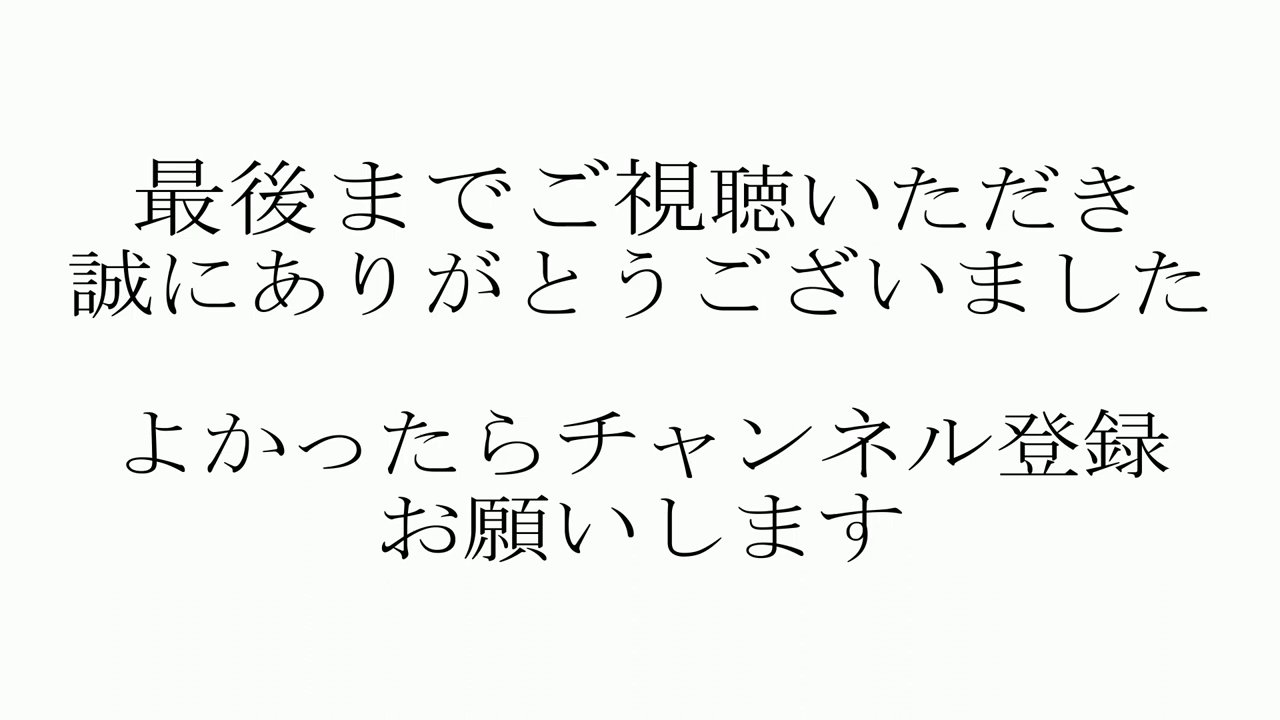 最後までご視聴いただき
誠にありがとうございました
よかったらチャンネル登録
お願いします